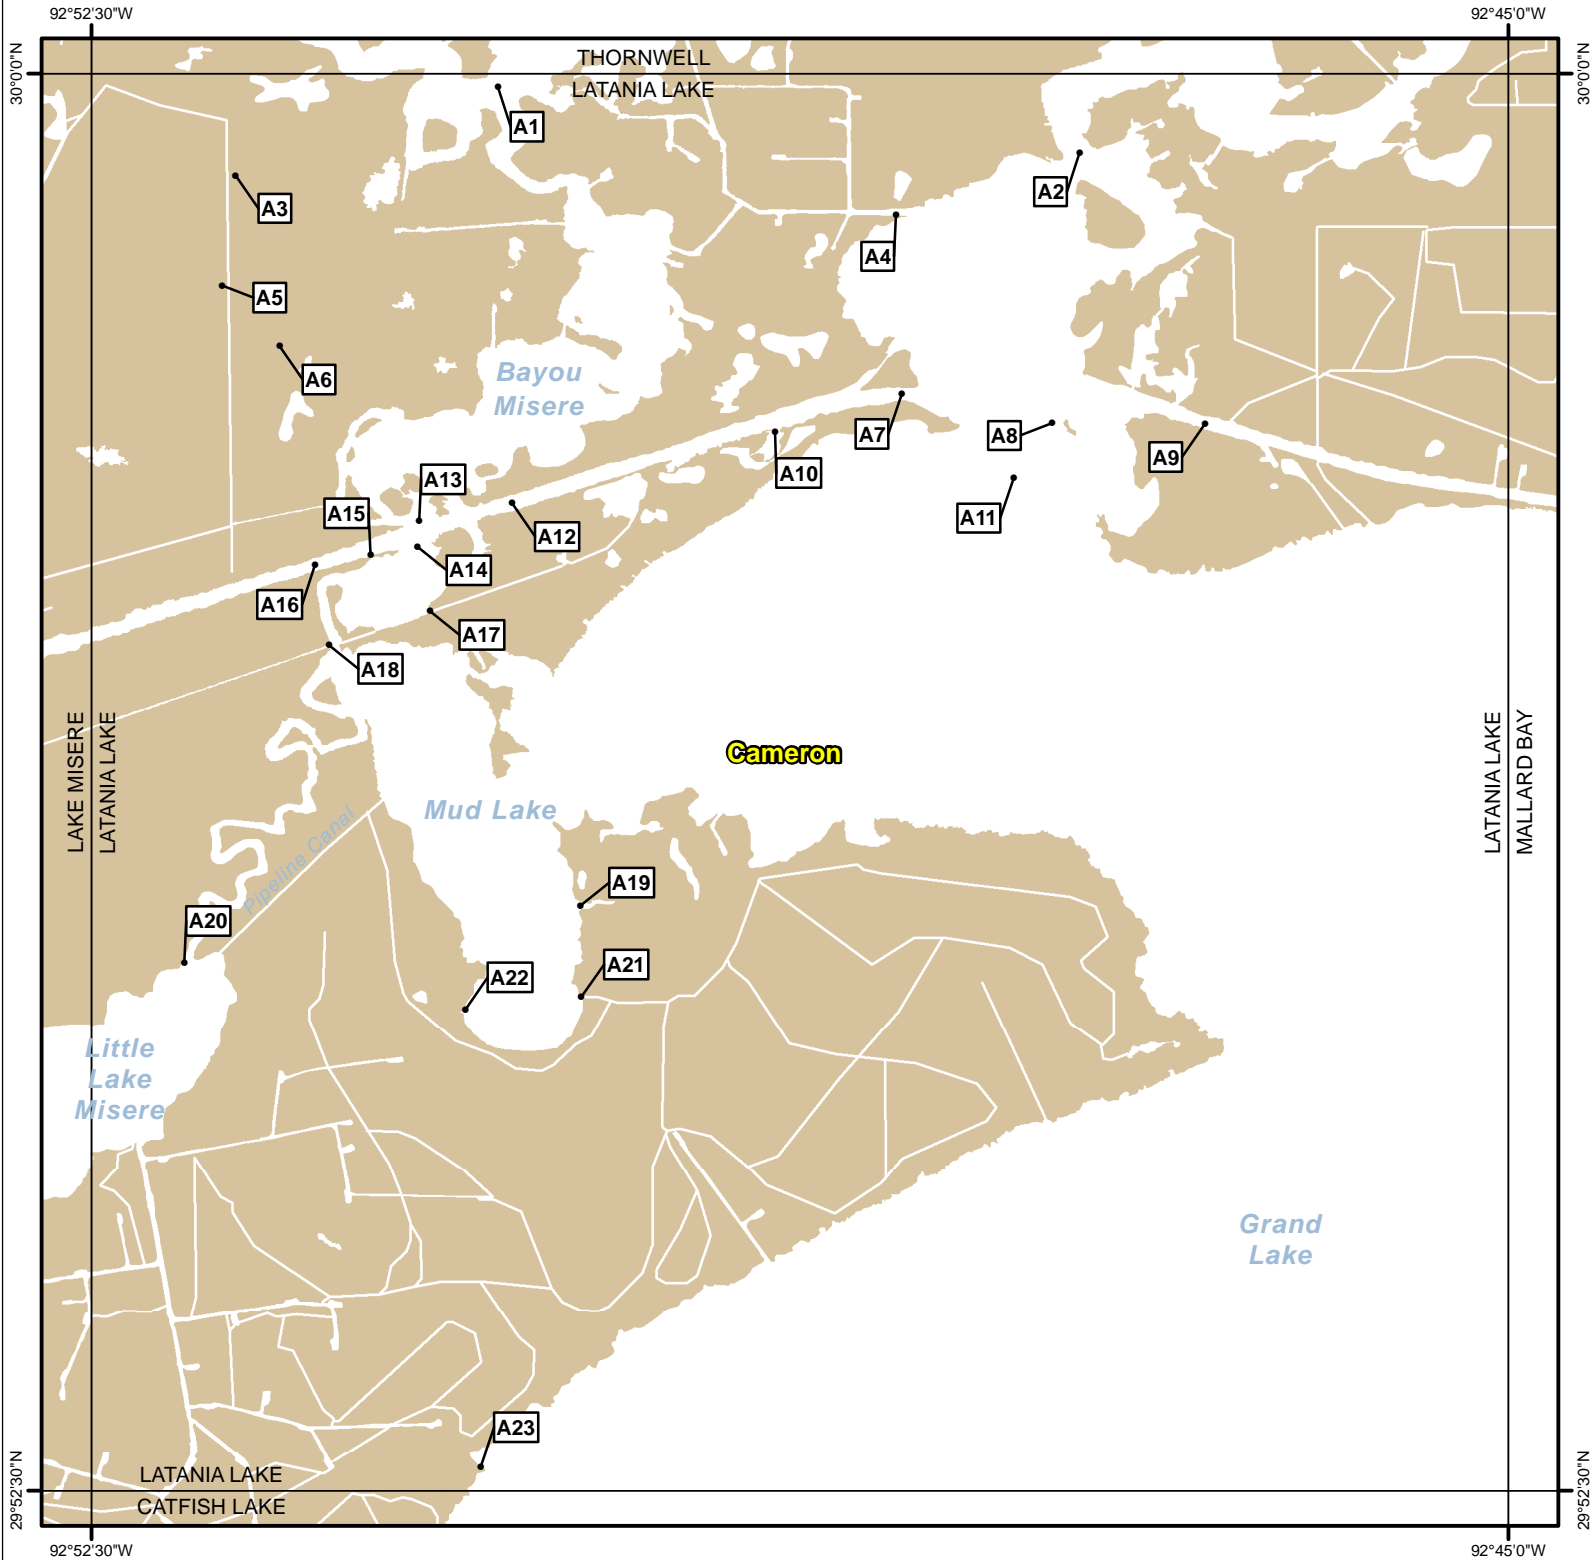 92°52'30"W
92°45'0"W
30°0'0"N
30°0'0"N
THORNWELL
LATANIA LAKE
A1
A2
A3
A4
A5
Bayou
Misere
A6
A7
A8
A9
A10
A13
A15
A11
A12
A14
A16
A17
A18
LAKE MISERE
LATANIA LAKE
Cameron
LATANIA LAKE
MALLARD BAY
Mud Lake
Pipeline Canal
A19
A20
A21
A22
Little
Lake
Misere
Grand
Lake
A23
LATANIA LAKE
CATFISH LAKE
29°52'30"N
29°52'30"N
92°52'30"W
92°45'0"W